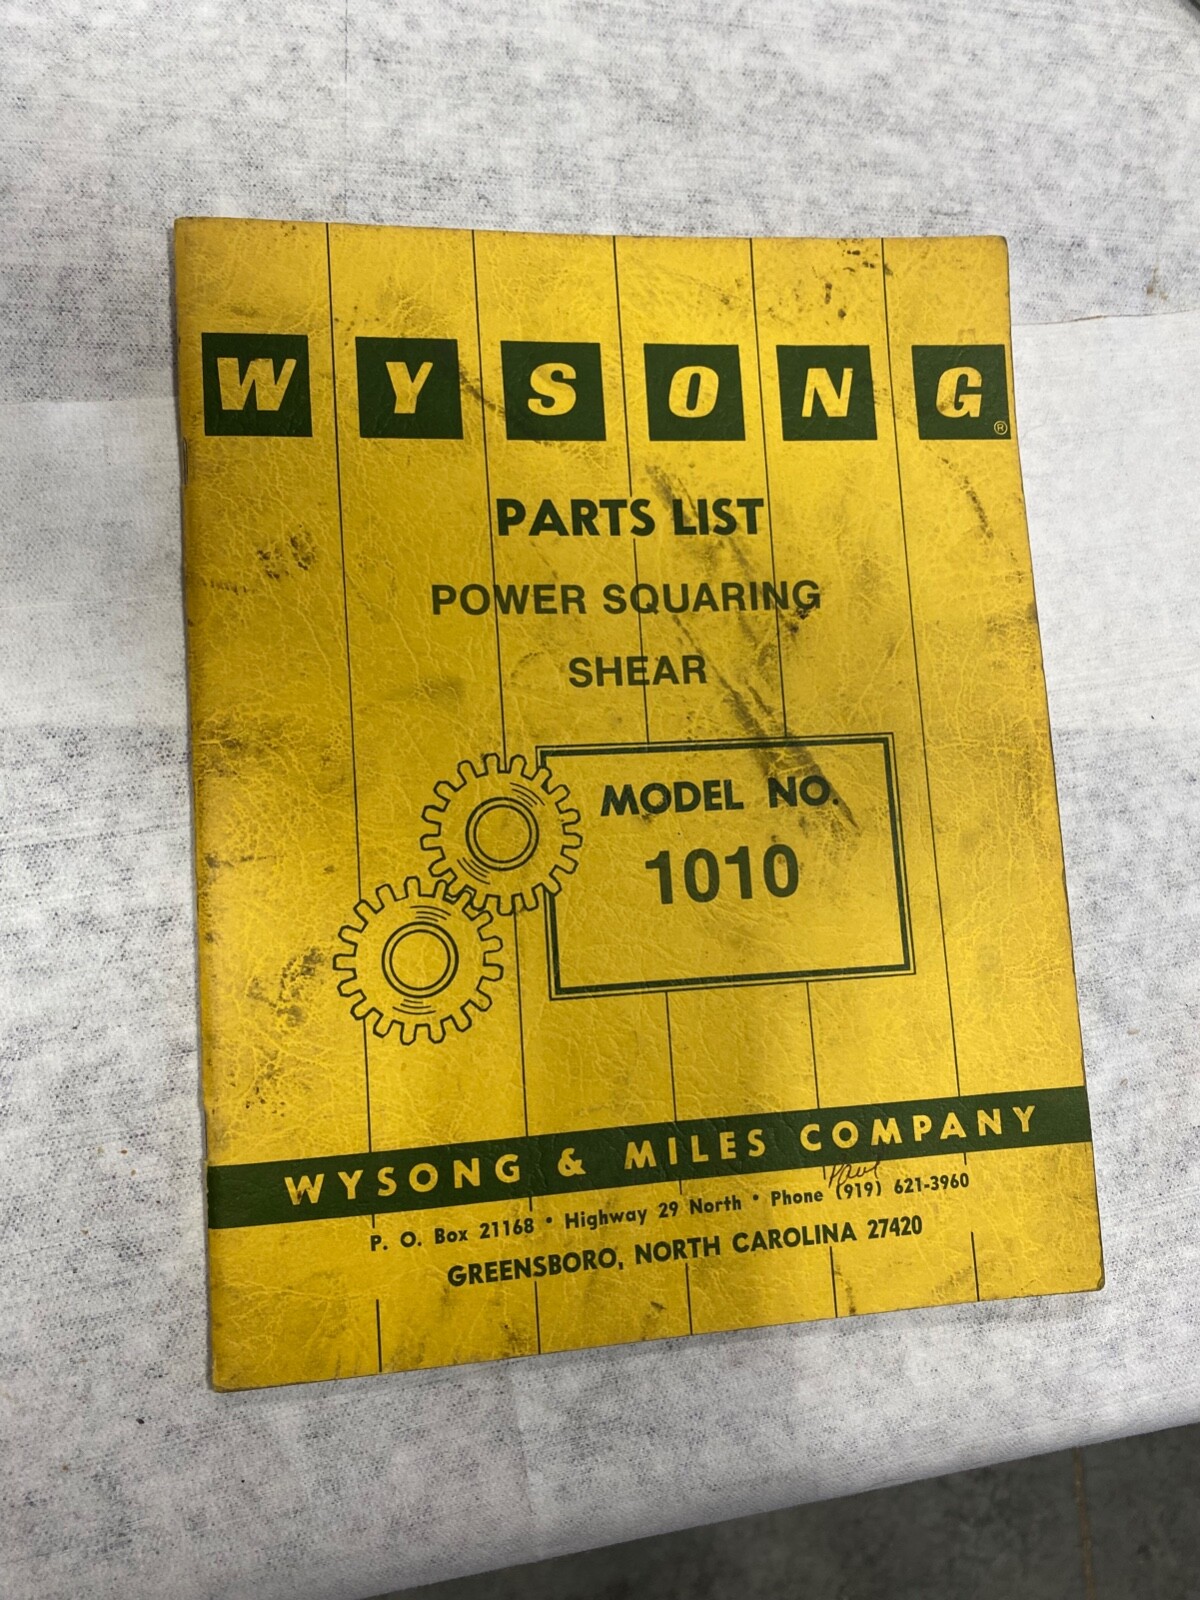 WYSONG®
PARTS LIST
POWER SQUARING
SHEAR
MODEL NO.
1010
WYSONG & MILES COMPANY
Paul
P. O. Box 21168 • Highway 29 North • Phone (919) 621-3960
GREENSBORO, NORTH CAROLINA 27420